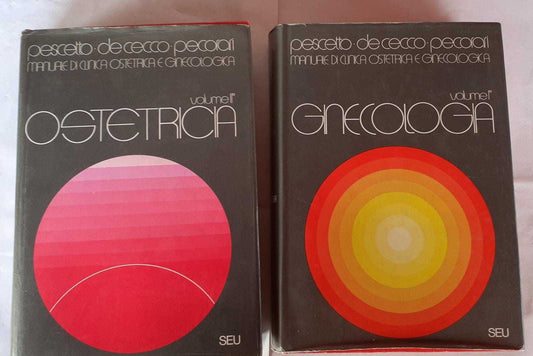 pescetto·de cecco·pecorari
manuale di clinica ostetrica e ginecologica
volume II°
OSTETRICIA
SEU
pescetto·de cecco·pecorari
manuale di clinica ostetrica e ginecologica
volume I°
GINECOLOGIA
SEU